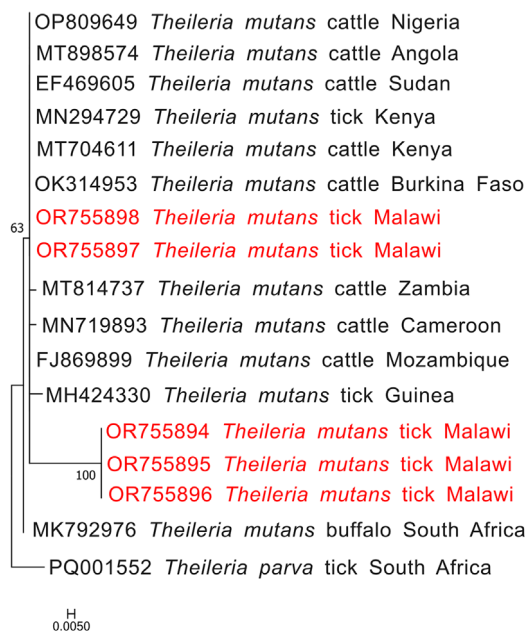 OP809649 Theileria mutans cattle Nigeria
MT898574 Theileria mutans cattle Angola
EF469605 Theileria mutans cattle Sudan
MN294729 Theileria mutans tick Kenya
MT704611 Theileria mutans cattle Kenya
OK314953 Theileria mutans cattle Burkina Faso
OR755898 Theileria mutans tick Malawi
63
OR755897 Theileria mutans tick Malawi
MT814737 Theileria mutans cattle Zambia
MN719893 Theileria mutans cattle Cameroon
FJ869899 Theileria mutans cattle Mozambique
MH424330 Theileria mutans tick Guinea
OR755894 Theileria mutans tick Malawi
OR755895 Theileria mutans tick Malawi
100
OR755896 Theileria mutans tick Malawi
MK792976 Theileria mutans buffalo South Africa
PQ001552 Theileria parva tick South Africa
0.0050